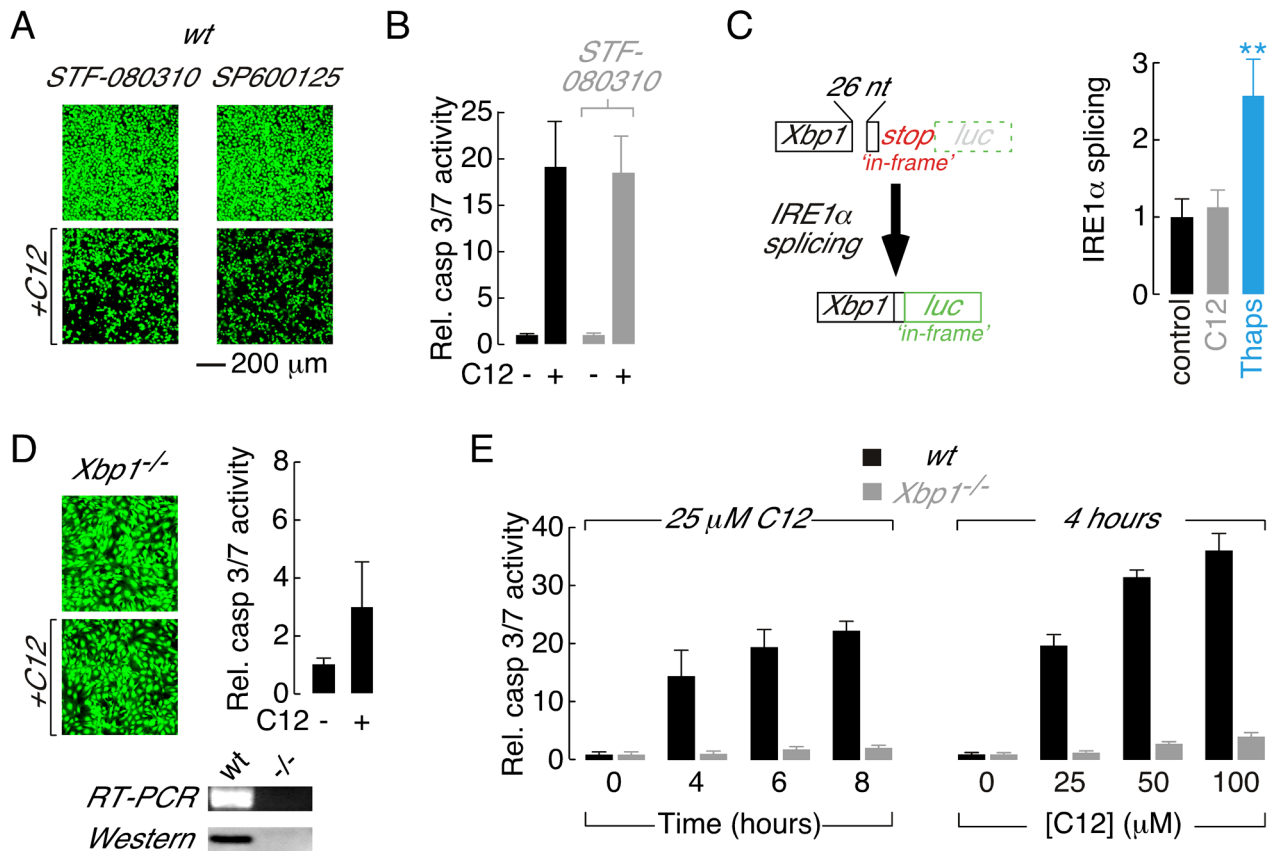 A
wt
STF-080310 SP600125
+C12
200 μm
B
STF-
080310
Rel. casp 3/7 activity
25
20
15
10
5
0
C12 - + - +
C
26 nt
Xbp1 stop luc
'in-frame'
IRE1α
splicing
Xbp1 luc
'in-frame'
IRE1α splicing
3
2
1
0
**
control
C12
Thaps
D
Xbp1-/-
+C12
Rel. casp 3/7 activity
8
6
4
2
0
C12 - +
wt -/-
RT-PCR
Western
E
wt
Xbp1-/-
25 μM C12
4 hours
Rel. casp 3/7 activity
40
30
20
10
0
0 4 6 8
Time (hours)
0 25 50 100
[C12] (μM)